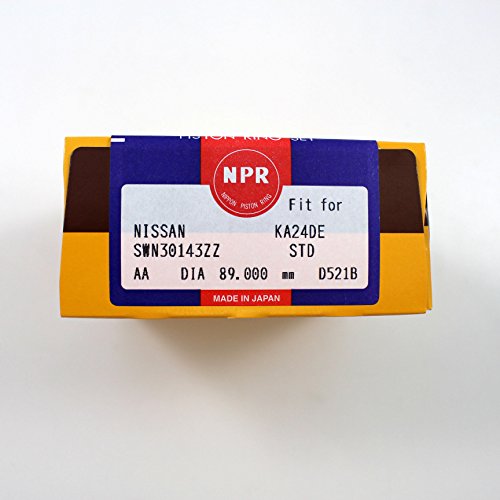 PISTON RING SET
NPR
NIPPON PISTON RING
Fit for
NISSAN KA24DE
SWN30143ZZ STD
AA DIA 89.000 mm D521B
MADE IN JAPAN